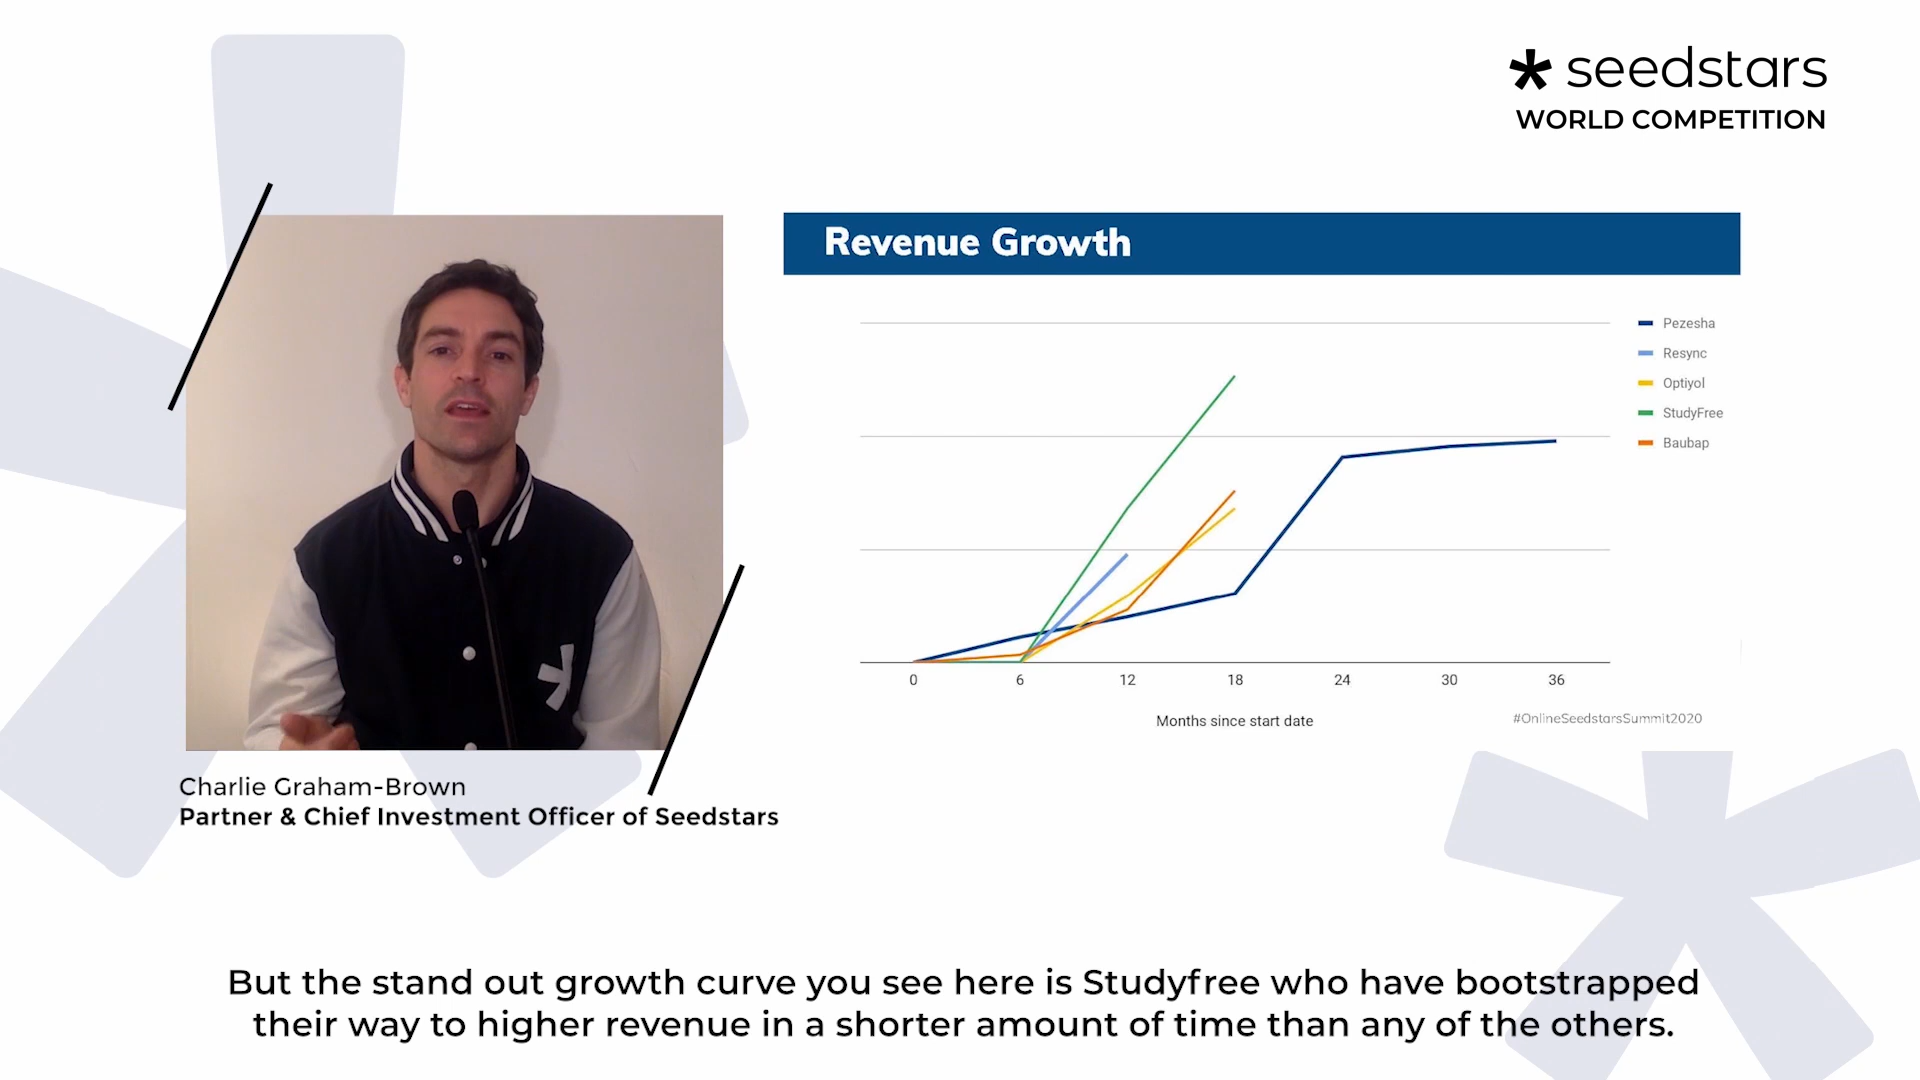 seedstars
WORLD COMPETITION
Revenue Growth
Pezesha
Resync
Optiyol
StudyFree
Baubap
0 6 12 18 24 30 36
Months since start date
#OnlineSeedstarsSummit2020
Charlie Graham-Brown
Partner & Chief Investment Officer of Seedstars
But the stand out growth curve you see here is Studyfree who have bootstrapped
their way to higher revenue in a shorter amount of time than any of the others.